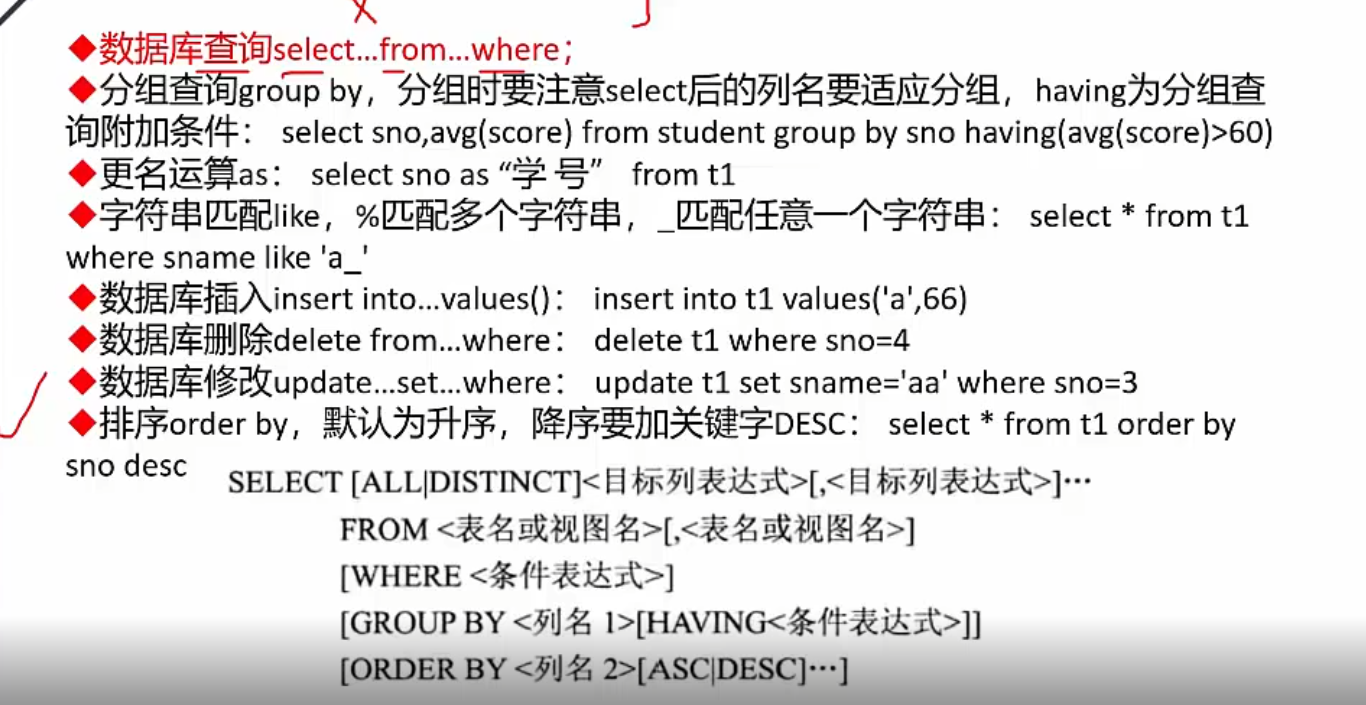 ◆数据库查询select...from...where；
◆分组查询group by，分组时要注意select后的列名要适应分组，having为分组查
询附加条件： select sno,avg(score) from student group by sno having(avg(score)>60)
◆更名运算as： select sno as “学 号” from t1
◆字符串匹配like，%匹配多个字符串，_匹配任意一个字符串： select * from t1
where sname like 'a_'
◆数据库插入insert into...values()： insert into t1 values('a',66)
◆数据库删除delete from...where： delete t1 where sno=4
◆数据库修改update...set...where： update t1 set sname='aa' where sno=3
◆排序order by，默认为升序，降序要加关键字DESC： select * from t1 order by
sno desc
SELECT [ALL|DISTINCT]<目标列表达式>[,<目标列表达式>]…
FROM <表名或视图名>[,<表名或视图名>]
[WHERE <条件表达式>]
[GROUP BY <列名 1>[HAVING<条件表达式>]]
[ORDER BY <列名 2>[ASC|DESC]…]